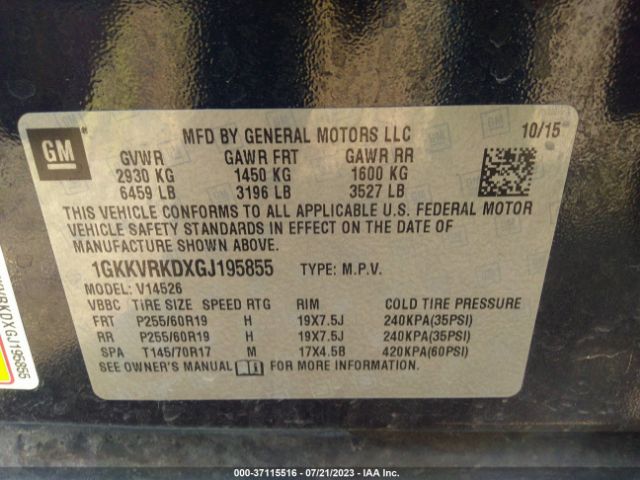 GM
MFD BY GENERAL MOTORS LLC 10/15
GVWR GAWR FRT GAWR RR
2930 KG 1450 KG 1600 KG
6459 LB 3196 LB 3527 LB
THIS VEHICLE CONFORMS TO ALL APPLICABLE U.S. FEDERAL MOTOR
VEHICLE SAFETY STANDARDS IN EFFECT ON THE DATE OF
MANUFACTURE SHOWN ABOVE.
1GKKVRKDXGJ195855 TYPE: M.P.V.
MODEL: V14526
VBBC TIRE SIZE SPEED RTG RIM COLD TIRE PRESSURE
FRT P255/60R19 H 19X7.5J 240KPA(35PSI)
RR P255/60R19 H 19X7.5J 240KPA(35PSI)
SPA T145/70R17 M 17X4.5B 420KPA(60PSI)
SEE OWNER'S MANUAL FOR MORE INFORMATION.
KVRKDXGJ195855
000-37115516 - 07/21/2023 - IAA Inc.